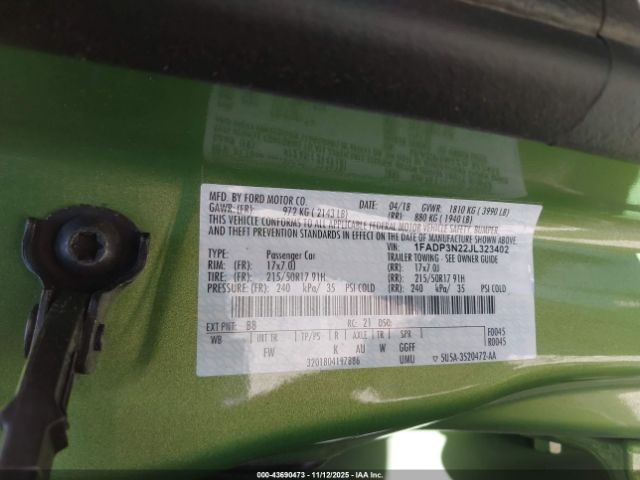 MFD. BY FORD MOTOR CO. DATE: 04/18 GVWR: 1810 KG ( 3990 LB)
GAWR: (FR): 972 KG ( 2143 LB) (RR): 880 KG ( 1940 LB)
THIS VEHICLE CONFORMS TO ALL APPLICABLE FEDERAL MOTOR VEHICLE SAFETY, BUMPER,
AND THEFT PREVENTION STANDARDS IN EFFECT ON THE DATE OF MANUFACTURE SHOWN ABOVE.
VIN: 1FADP3N22JL323402
TYPE: Passenger Car TRAILER TOWING - SEE OWNER GUIDE
RIM: (FR): 17x7.0J (RR): 17x7.0J
TIRE: (FR): 215/50R17 91H (RR): 215/50R17 91H
PRESSURE: (FR): 240 kPa/ 35 PSI COLD (RR): 240 kPa/ 35 PSI COLD
EXT PNT: B8 RC: 21 DSO: F0045
WB INT TR TP/PS R AXLE TR SPR R0045
FW K AU W GGFF
3201804197886 UMU 5U5A-3520472-AA
00-43690473 - 11/12/2025 - IAA Inc.